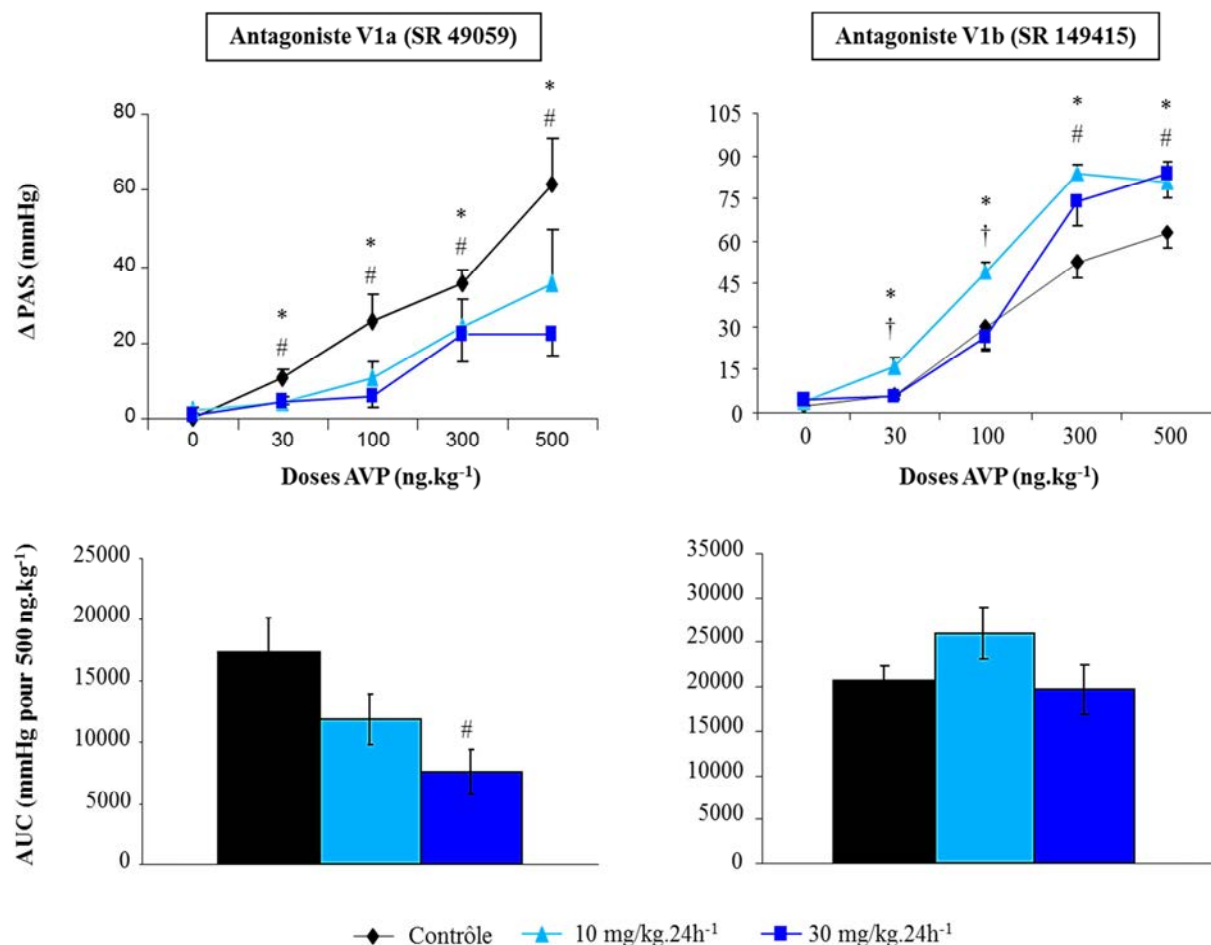 Antagoniste V1a (SR 49059)
Antagoniste V1b (SR 149415)
Δ PAS (mmHg)
80
60
40
20
0
* # * # * # * #
0 30 100 300 500
Doses AVP (ng.kg⁻¹)
105
90
75
60
45
30
15
0
* † * † * # * #
0 30 100 300 500
Doses AVP (ng.kg⁻¹)
AUC (mmHg pour 500 ng.kg⁻¹)
25000
20000
15000
10000
5000
0
#
35000
30000
25000
20000
15000
10000
5000
0
Contrôle 10 mg/kg.24h⁻¹ 30 mg/kg.24h⁻¹